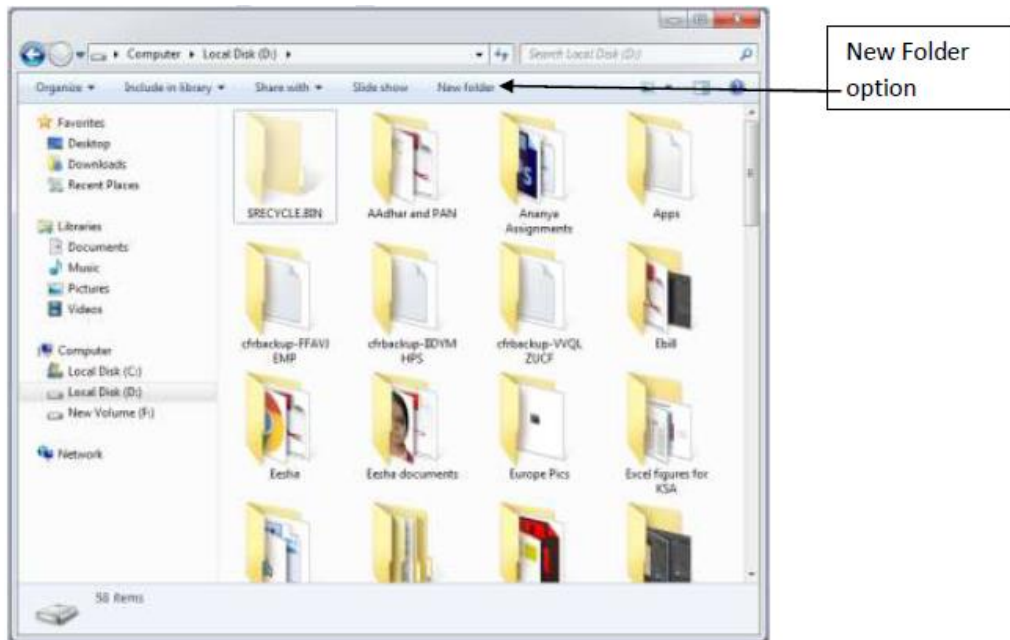 Computer ▸ Local Disk (D:) ▸
Search Local Disk (D:)
New Folder
option
Organize
Include in library
Share with
Slide show
New folder
Favorites
Desktop
Downloads
Recent Places
Libraries
Documents
Music
Pictures
Videos
Computer
Local Disk (C:)
Local Disk (D:)
New Volume (F:)
Network
$RECYCLE.BIN
AAdhar and PAN
Ananya
Assignments
Apps
cfrbackup-FFAVJ
EMP
cfrbackup-IIDYM
HPS
cfrbackup-VVQL
ZUCF
Ebill
Eesha
Eesha documents
Europe Pics
Excel figures for
KSA
58 items